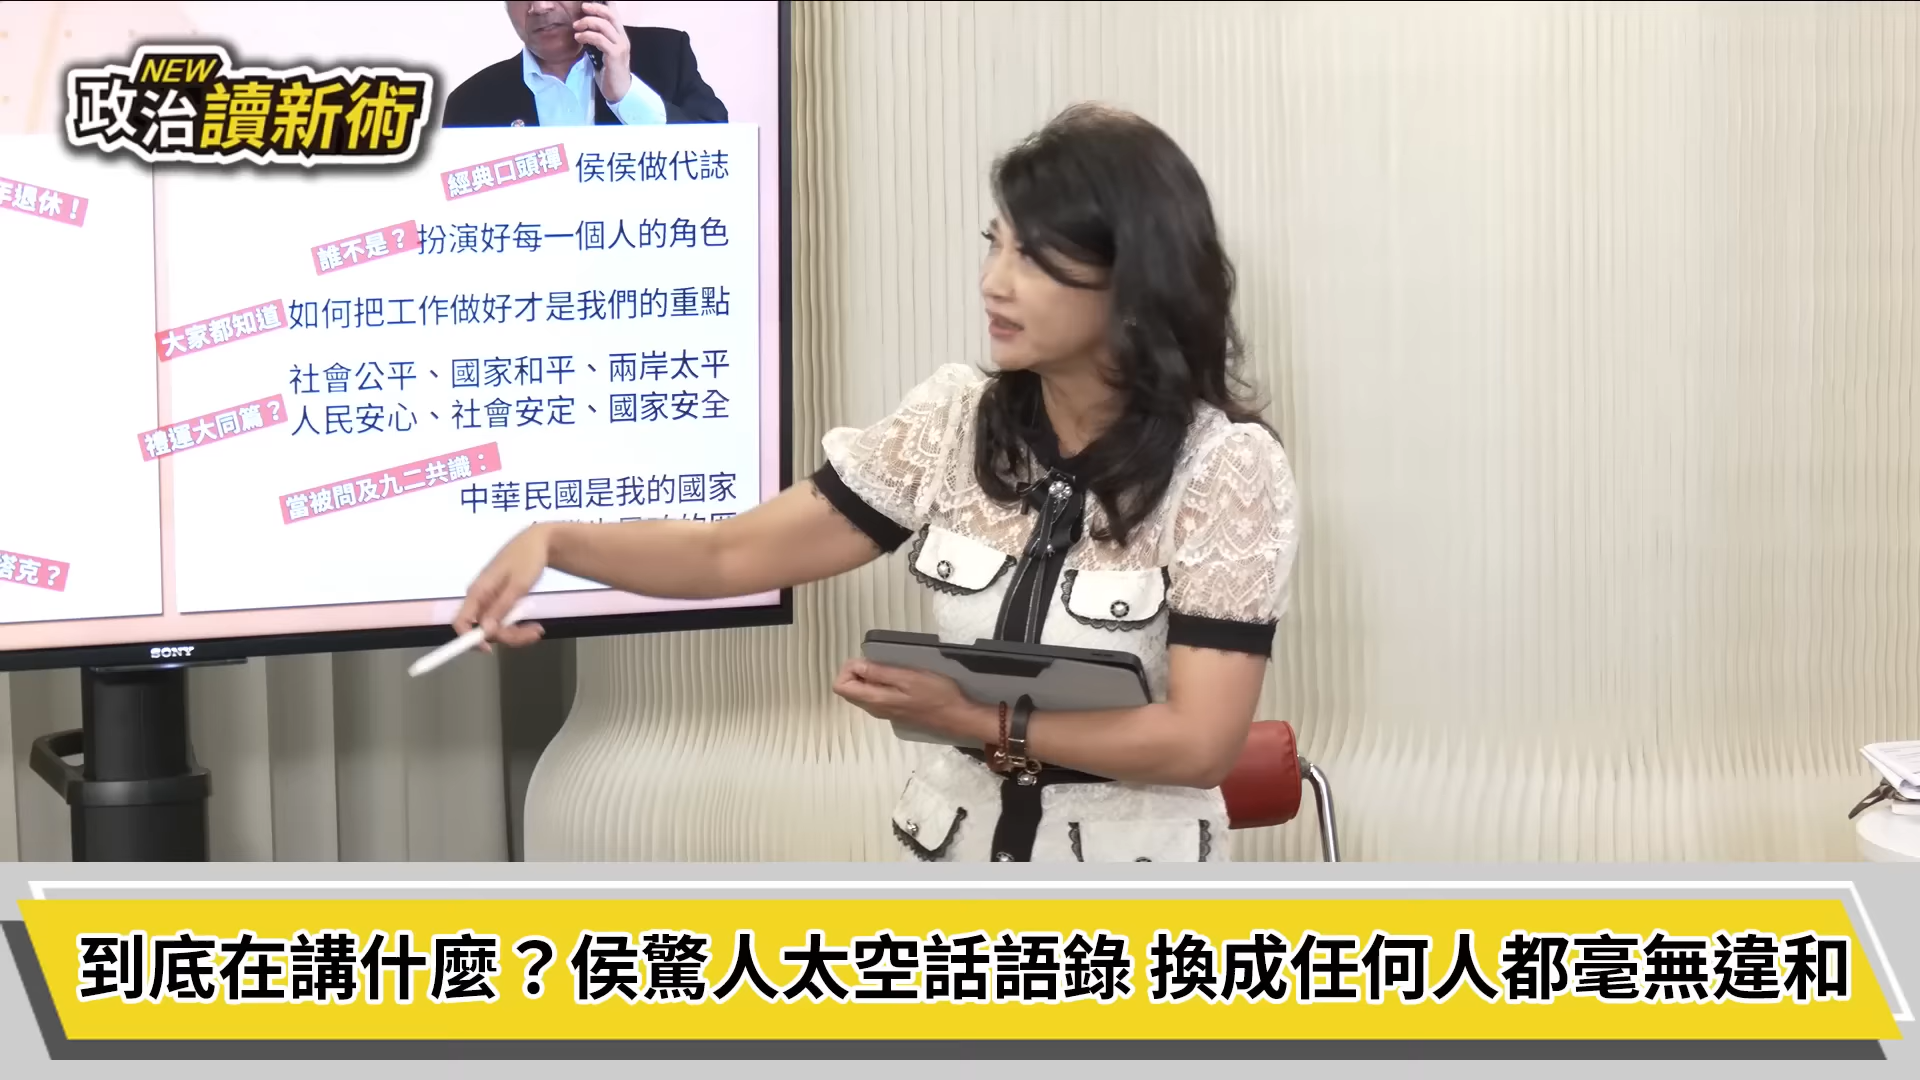 NEW
政治讀新術
年退休！
經典口頭禪 侯侯做代誌
誰不是？ 扮演好每一個人的角色
大家都知道 如何把工作做好才是我們的重點
社會公平、國家和平、兩岸太平
禮運大同篇？ 人民安心、社會安定、國家安全
當被問及九二共識：
中華民國是我的國家
塔克？
SONY
到底在講什麼？侯驚人太空話語錄 換成任何人都毫無違和